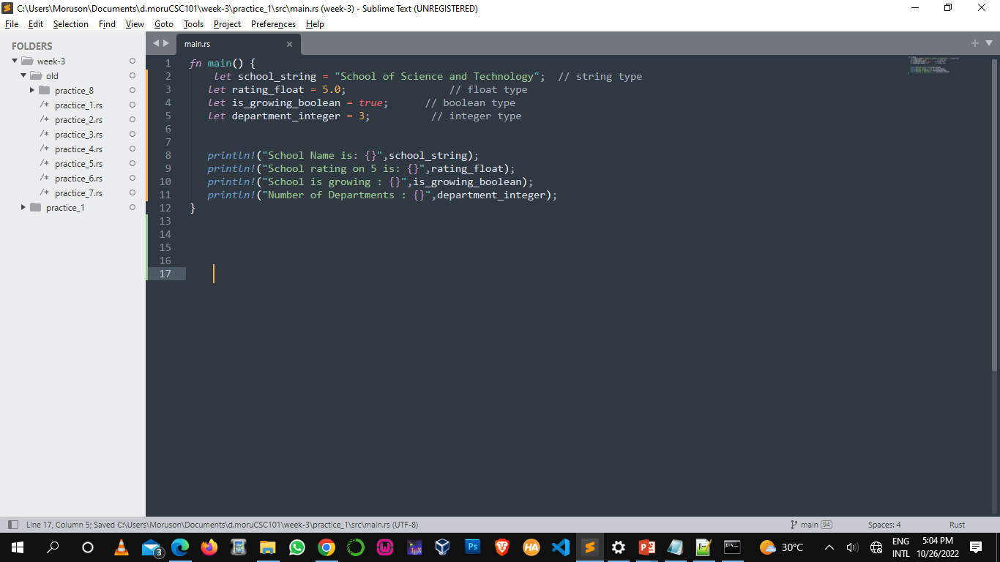 C:\Users\Moruson\Documents\d.moruCSC101\week-3\practice_1\src\main.rs (week-3) - Sublime Text (UNREGISTERED)
File Edit Selection Find View Goto Tools Project Preferences Help
FOLDERS
week-3
old
practice_8
/* practice_1.rs
/* practice_2.rs
/* practice_3.rs
/* practice_4.rs
/* practice_5.rs
/* practice_6.rs
/* practice_7.rs
practice_1
main.rs
1 fn main() {
2 let school_string = "School of Science and Technology"; // string type
3 let rating_float = 5.0; // float type
4 let is_growing_boolean = true; // boolean type
5 let department_integer = 3; // integer type
6
7
8 println!("School Name is: {}",school_string);
9 println!("School rating on 5 is: {}",rating_float);
10 println!("School is growing : {}",is_growing_boolean);
11 println!("Number of Departments : {}",department_integer);
12 }
13
14
15
16
17
Line 17, Column 5; Saved C:\Users\Moruson\Documents\d.moruCSC101\week-3\practice_1\src\main.rs (UTF-8)
main 94
Spaces: 4
Rust
3
Ps
HA
30°C
ENG
INTL
5:04 PM
10/26/2022